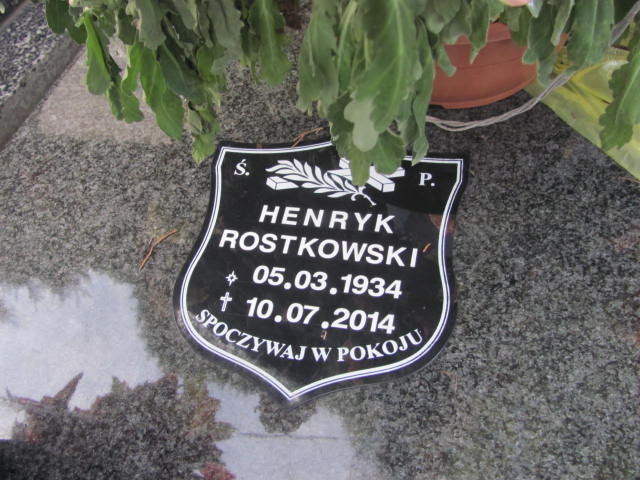 Ś. P.
HENRYK
ROSTKOWSKI
05.03.1934
10.07.2014
SPOCZYWAJ W POKOJU